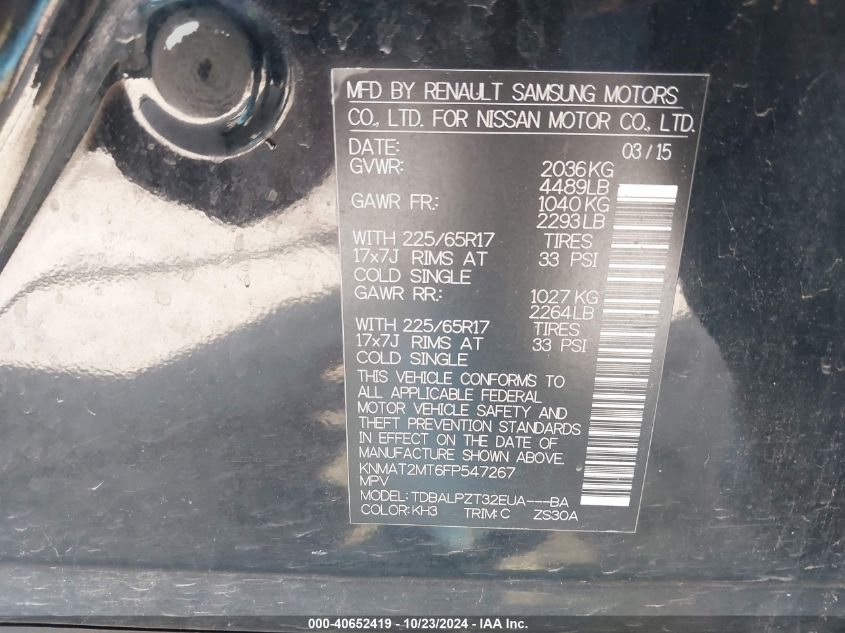 MFD BY RENAULT SAMSUNG MOTORS
CO., LTD. FOR NISSAN MOTOR CO., LTD.
DATE: 03/15
GVWR: 2036KG
4489LB
GAWR FR.: 1040KG
2293LB
WITH 225/65R17 TIRES
17x7J RIMS AT 33 PSI
COLD SINGLE
GAWR RR.: 1027KG
2264LB
WITH 225/65R17 TIRES
17x7J RIMS AT 33 PSI
COLD SINGLE
THIS VEHICLE CONFORMS TO
ALL APPLICABLE FEDERAL
MOTOR VEHICLE SAFETY AND
THEFT PREVENTION STANDARDS
IN EFFECT ON THE DATE OF
MANUFACTURE SHOWN ABOVE.
KNMAT2MT6FP547267
MPV
MODEL: TDBALPZT32EUA---BA
COLOR: KH3 TRIM: C ZS30A
000-40652419 - 10/23/2024 - IAA Inc.